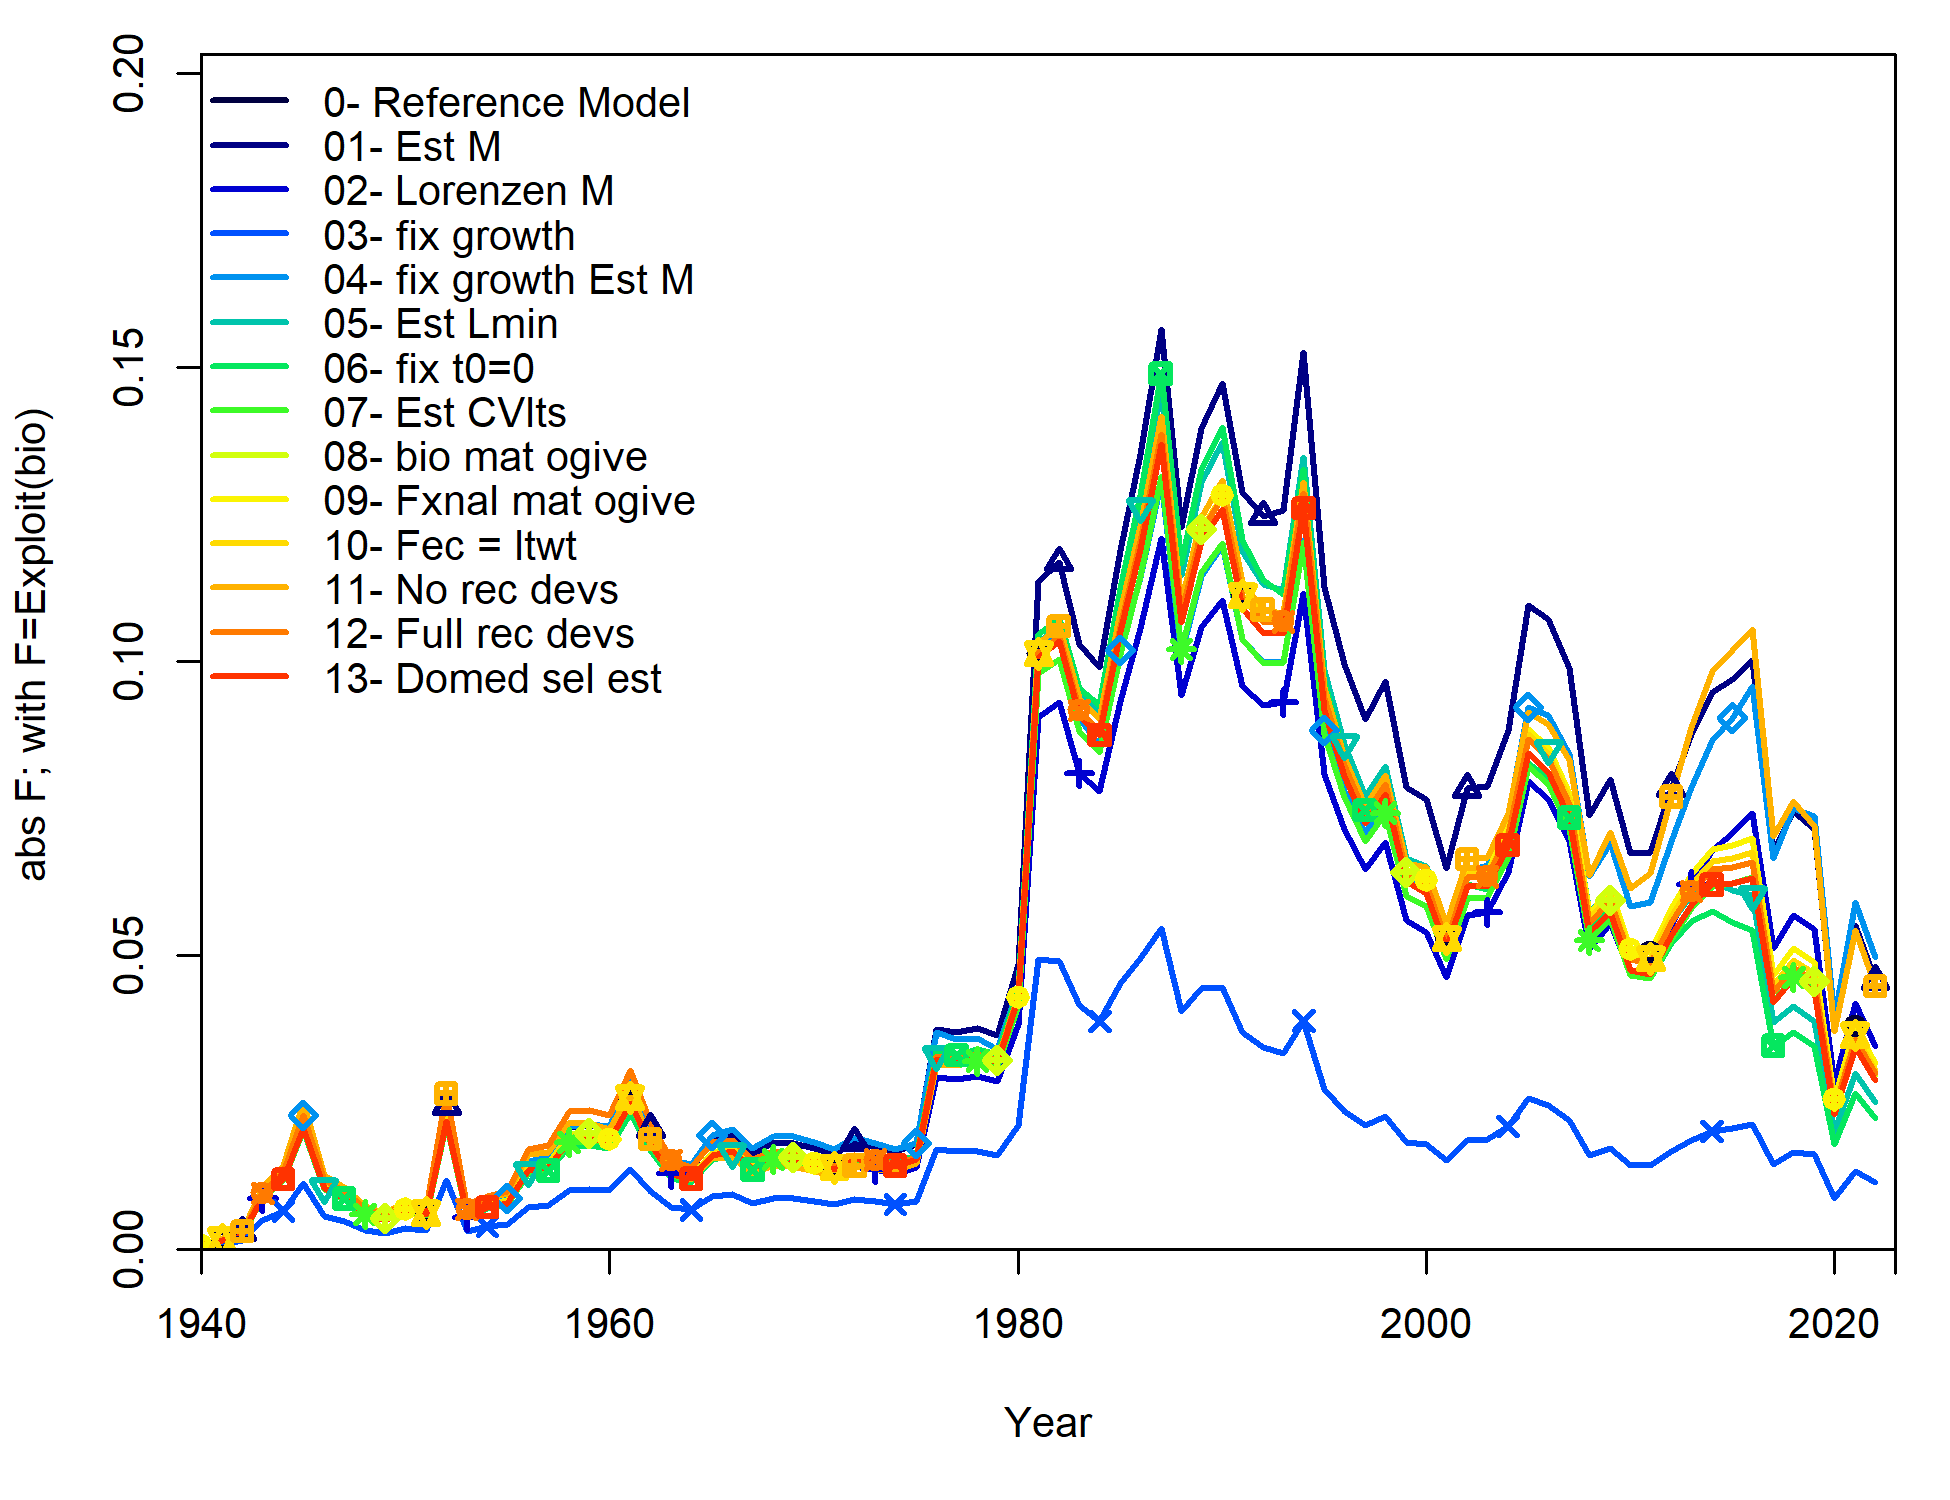 0.20
0.15
0.10
0.05
0.00
abs F; with F=Exploit(bio)
0- Reference Model
01- Est M
02- Lorenzen M
03- fix growth
04- fix growth Est M
05- Est Lmin
06- fix t0=0
07- Est CVlts
08- bio mat ogive
09- Fxnal mat ogive
10- Fec = ltwt
11- No rec devs
12- Full rec devs
13- Domed sel est
1940 1960 1980 2000 2020
Year